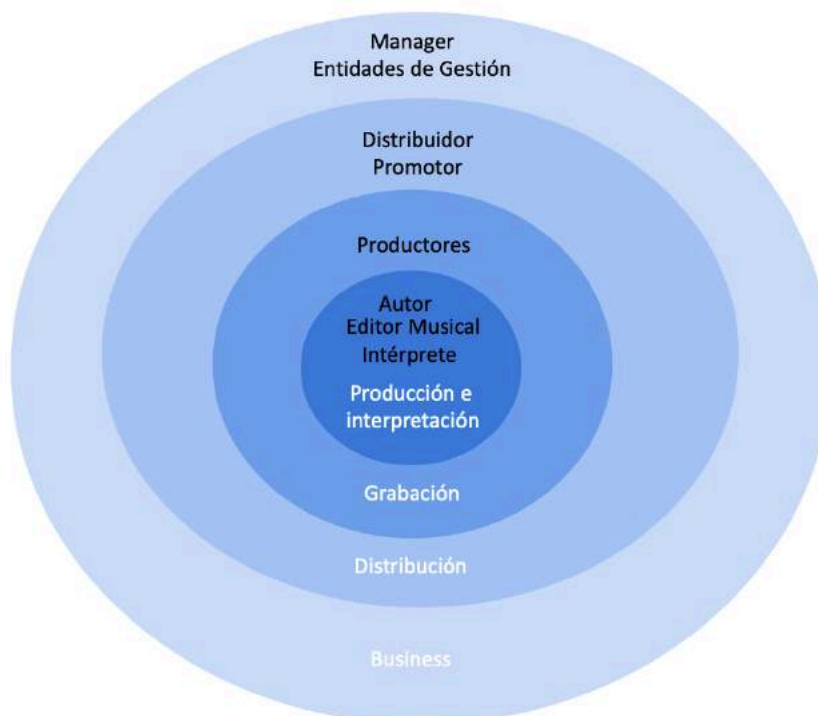 Manager
Entidades de Gestión
Distribuidor
Promotor
Productores
Autor
Editor Musical
Intérprete
Producción e
interpretación
Grabación
Distribución
Business